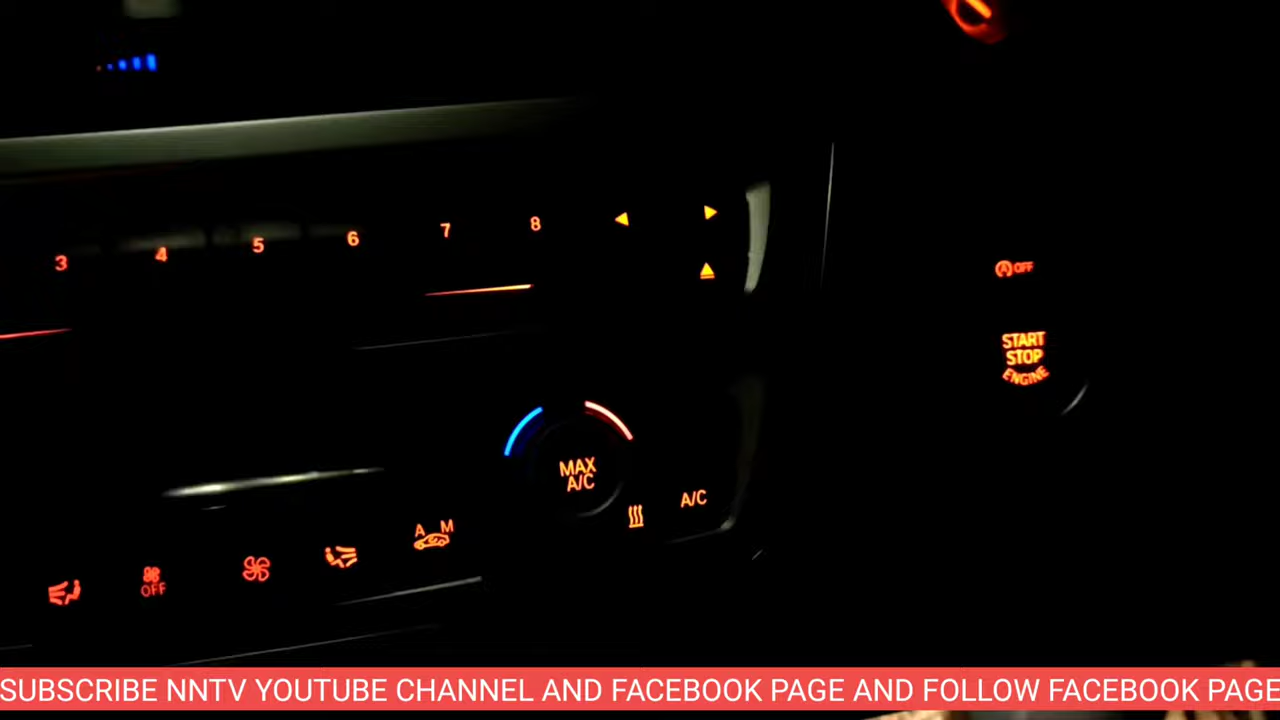 3 4 5 6 7 8
A OFF
START
STOP
ENGINE
MAX
A/C
A/C
A M
OFF
SUBSCRIBE NNTV YOUTUBE CHANNEL AND FACEBOOK PAGE AND FOLLOW FACEBOOK PAGE